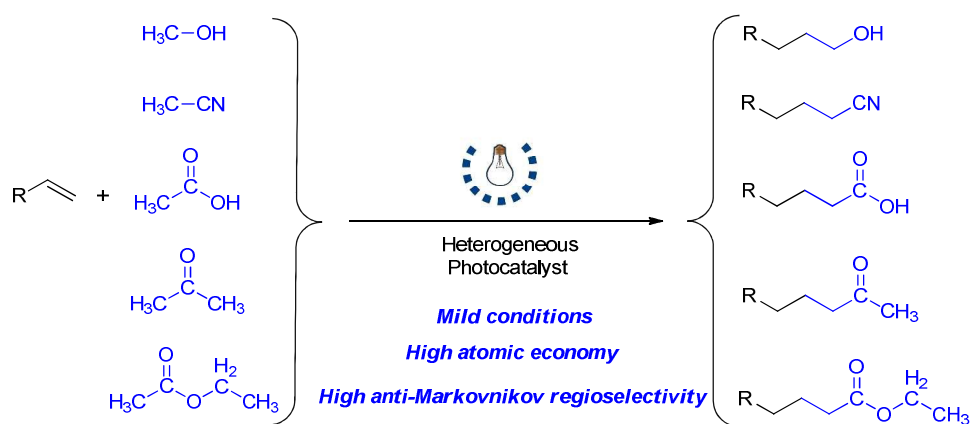 H₃C–OH
H₃C–CN
R
+
O
H₃C
OH
O
H₃C
CH₃
O
H₃C
O
H₂
C
CH₃
Heterogeneous
Photocatalyst
Mild conditions
High atomic economy
High anti-Markovnikov regioselectivity
R
OH
R
CN
R
O
OH
R
O
CH₃
R
O
O
H₂
C
CH₃